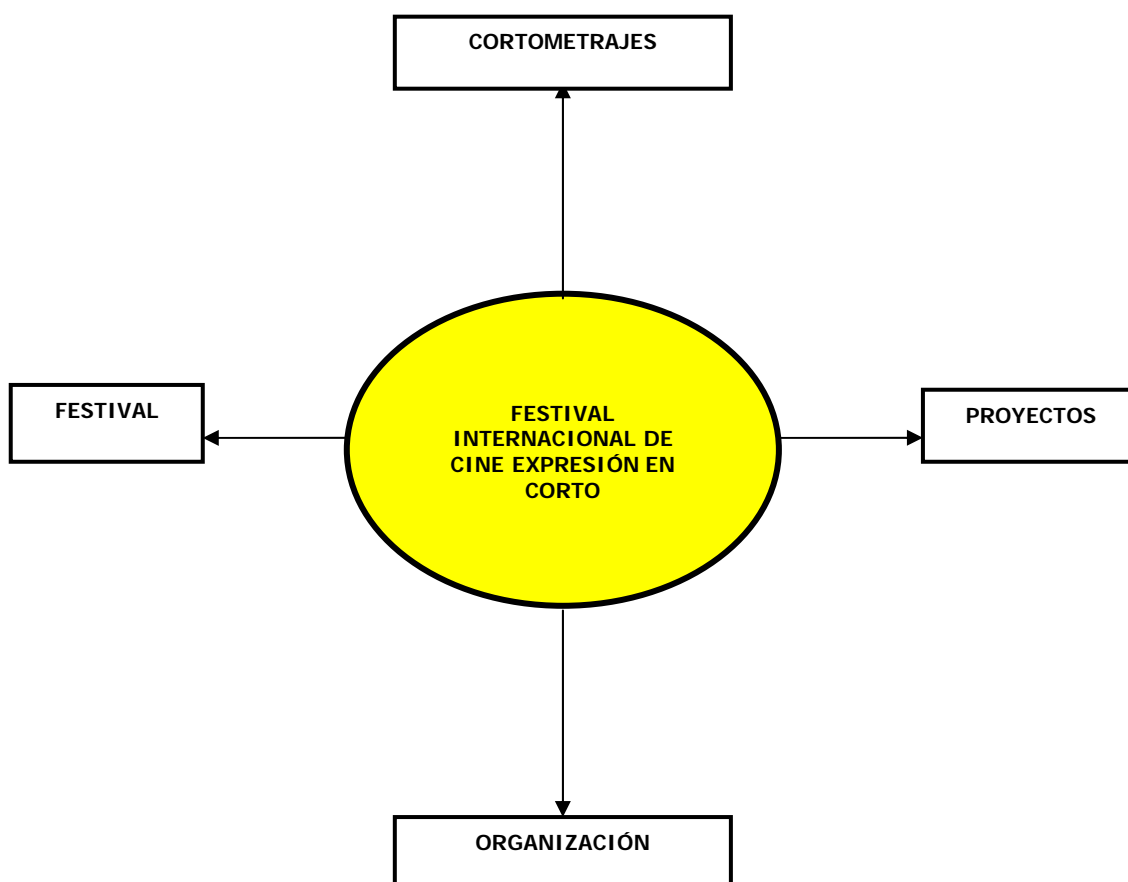 CORTOMETRAJES
FESTIVAL
FESTIVAL
INTERNACIONAL DE
CINE EXPRESIÓN EN
CORTO
PROYECTOS
ORGANIZACIÓN